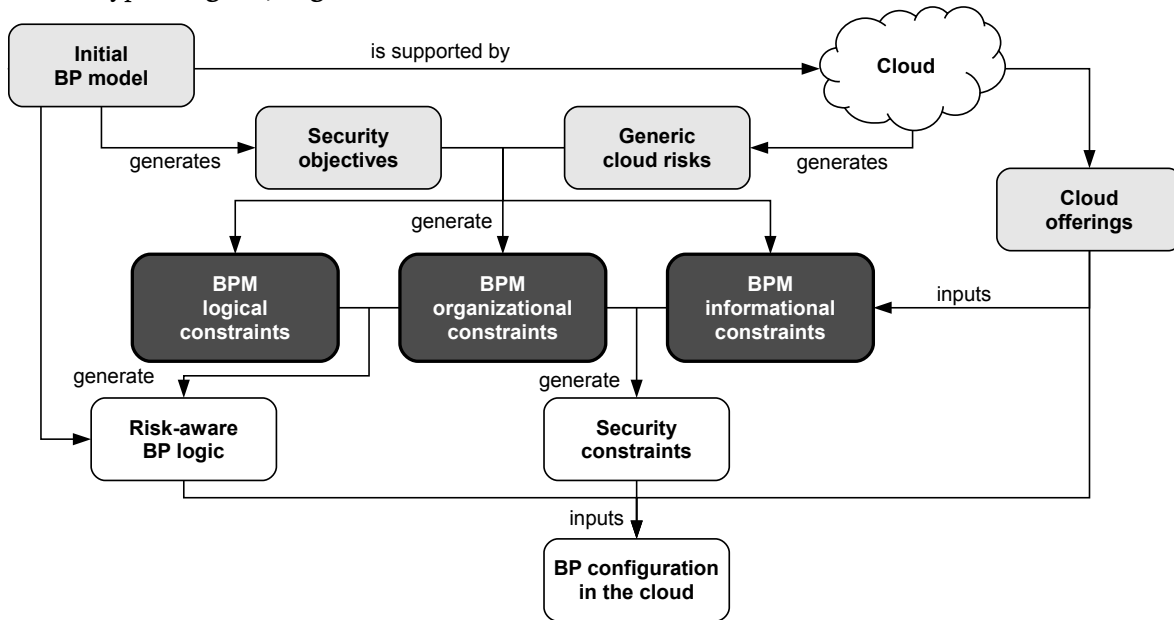 Initial
BP model
is supported by
Cloud
generates
Security
objectives
Generic
cloud risks
generates
generate
Cloud
offerings
BPM
logical
constraints
BPM
organizational
constraints
BPM
informational
constraints
inputs
generate
generate
Risk-aware
BP logic
Security
constraints
inputs
BP configuration
in the cloud